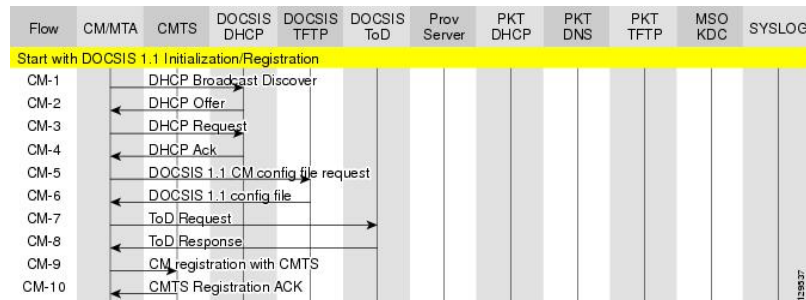 Flow CM/MTA CMTS DOCSIS DHCP DOCSIS TFTP DOCSIS ToD Prov Server PKT DHCP PKT DNS PKT TFTP MSO KDC SYSLOG
Start with DOCSIS 1.1 Initialization/Registration
CM-1 DHCP Broadcast Discover
CM-2 DHCP Offer
CM-3 DHCP Request
CM-4 DHCP Ack
CM-5 DOCSIS 1.1 CM config file request
CM-6 DOCSIS 1.1 config file
CM-7 ToD Request
CM-8 ToD Response
CM-9 CM registration with CMTS
CM-10 CMTS Registration ACK